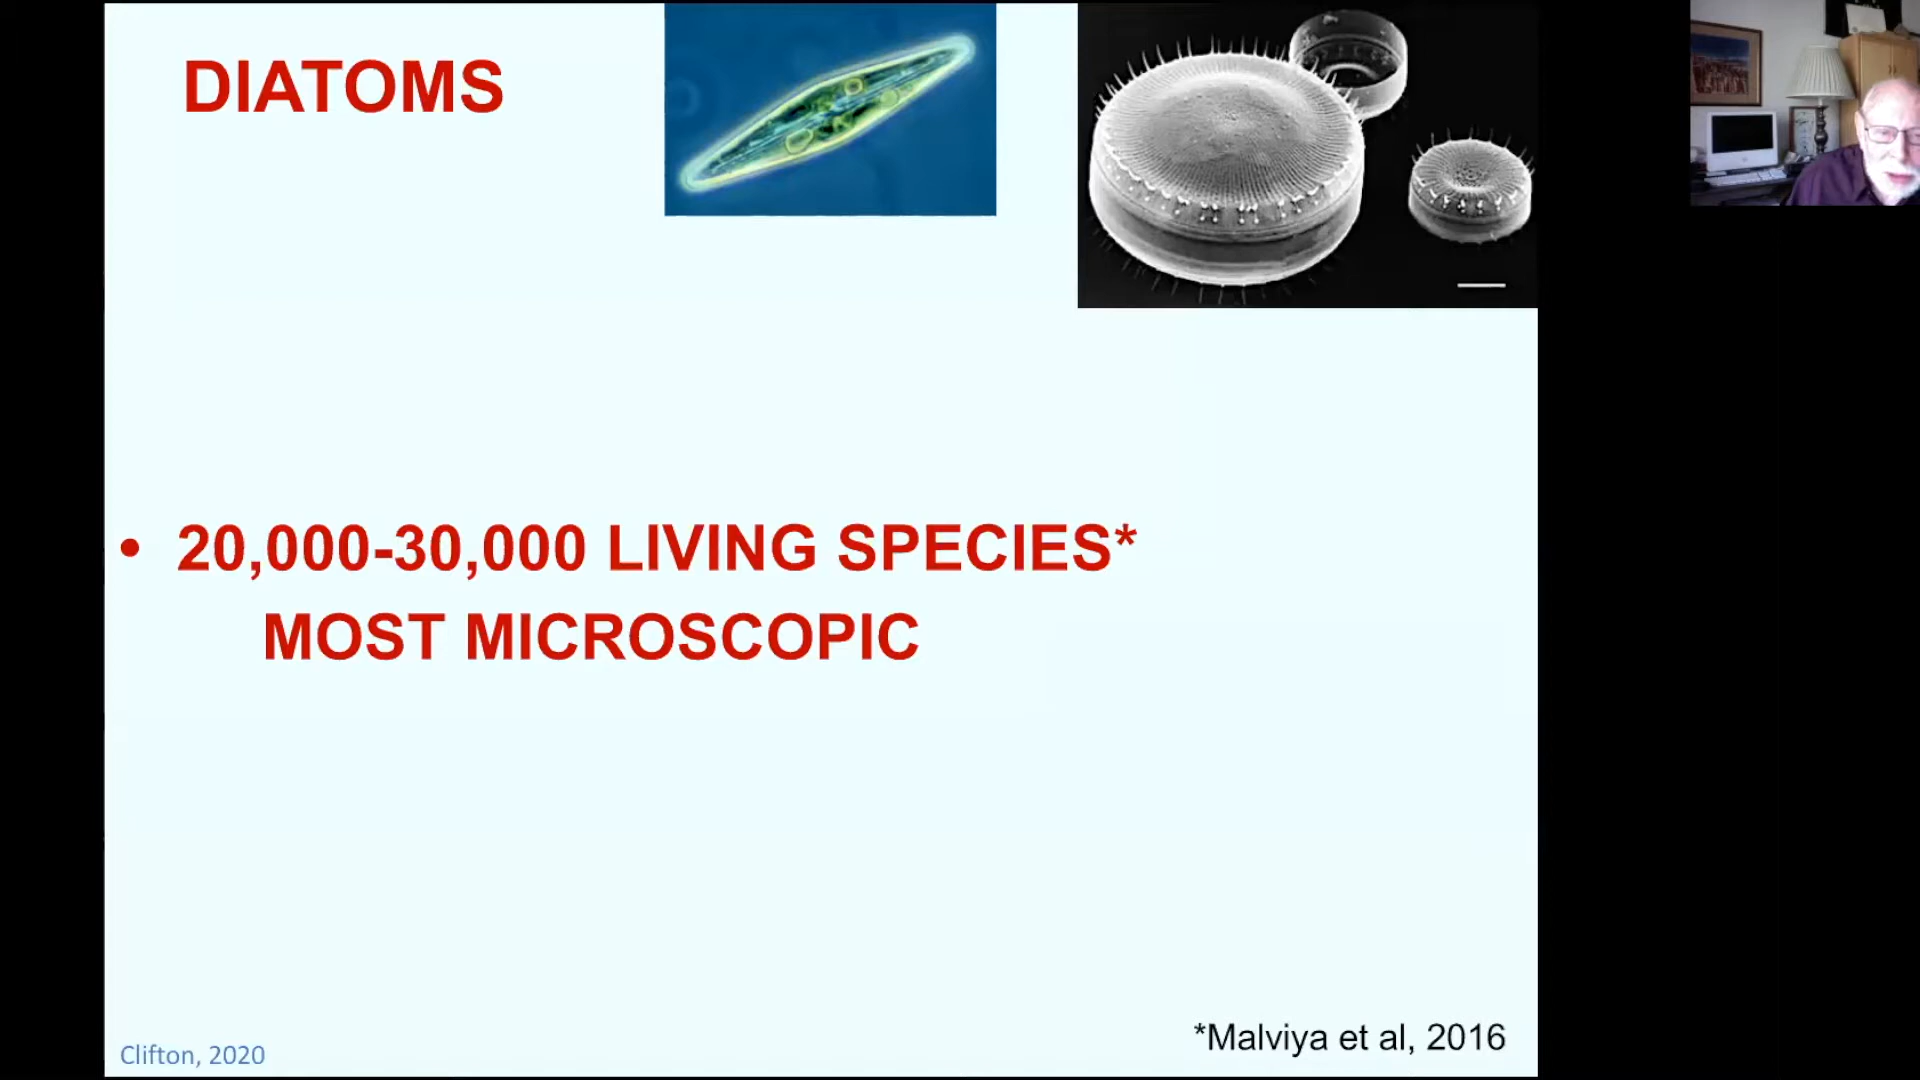 DIATOMS
• 20,000-30,000 LIVING SPECIES*
MOST MICROSCOPIC
*Malviya et al, 2016
Clifton, 2020